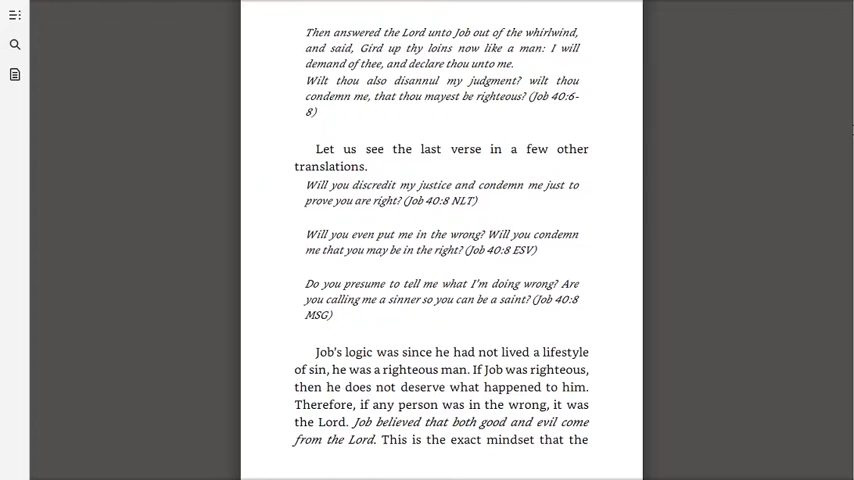 Then answered the Lord unto Job out of the whirlwind,
and said, Gird up thy loins now like a man: I will
demand of thee, and declare thou unto me.
Wilt thou also disannul my judgment? wilt thou
condemn me, that thou mayest be righteous? (Job 40:6-
8)
Let us see the last verse in a few other
translations.
Will you discredit my justice and condemn me just to
prove you are right? (Job 40:8 NLT)
Will you even put me in the wrong? Will you condemn
me that you may be in the right? (Job 40:8 ESV)
Do you presume to tell me what I'm doing wrong? Are
you calling me a sinner so you can be a saint? (Job 40:8
MSG)
Job's logic was since he had not lived a lifestyle
of sin, he was a righteous man. If Job was righteous,
then he does not deserve what happened to him.
Therefore, if any person was in the wrong, it was
the Lord. Job believed that both good and evil come
from the Lord. This is the exact mindset that the